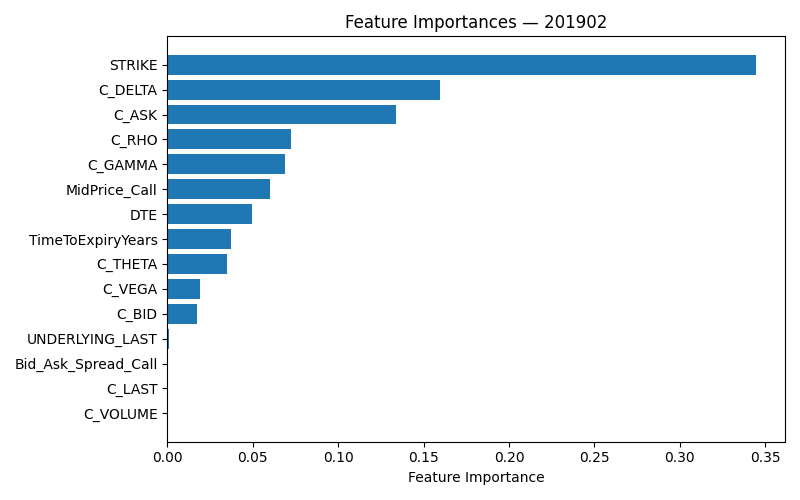 Feature Importances — 201902
STRIKE
C_DELTA
C_ASK
C_RHO
C_GAMMA
MidPrice_Call
DTE
TimeToExpiryYears
C_THETA
C_VEGA
C_BID
UNDERLYING_LAST
Bid_Ask_Spread_Call
C_LAST
C_VOLUME
0.00 0.05 0.10 0.15 0.20 0.25 0.30 0.35
Feature Importance